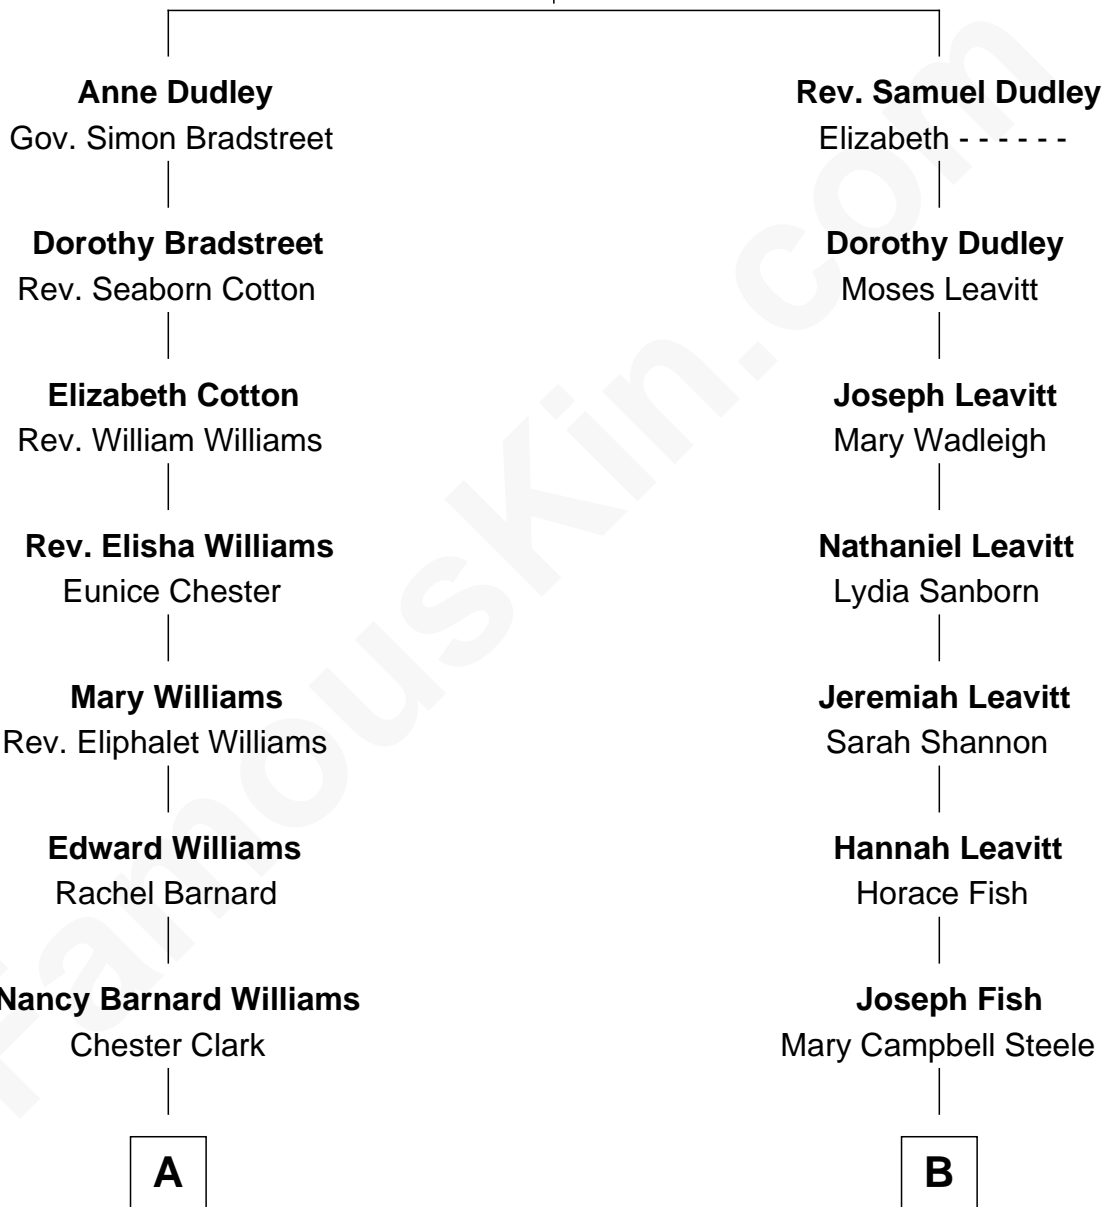 Anne Dudley
Gov. Simon Bradstreet
Rev. Samuel Dudley
Elizabeth - - - - - -
Dorothy Bradstreet
Rev. Seaborn Cotton
Dorothy Dudley
Moses Leavitt
Elizabeth Cotton
Rev. William Williams
Joseph Leavitt
Mary Wadleigh
Rev. Elisha Williams
Eunice Chester
Nathaniel Leavitt
Lydia Sanborn
Mary Williams
Rev. Eliphalet Williams
Jeremiah Leavitt
Sarah Shannon
Edward Williams
Rachel Barnard
Hannah Leavitt
Horace Fish
Nancy Barnard Williams
Chester Clark
Joseph Fish
Mary Campbell Steele
A
B
FamousKin.com